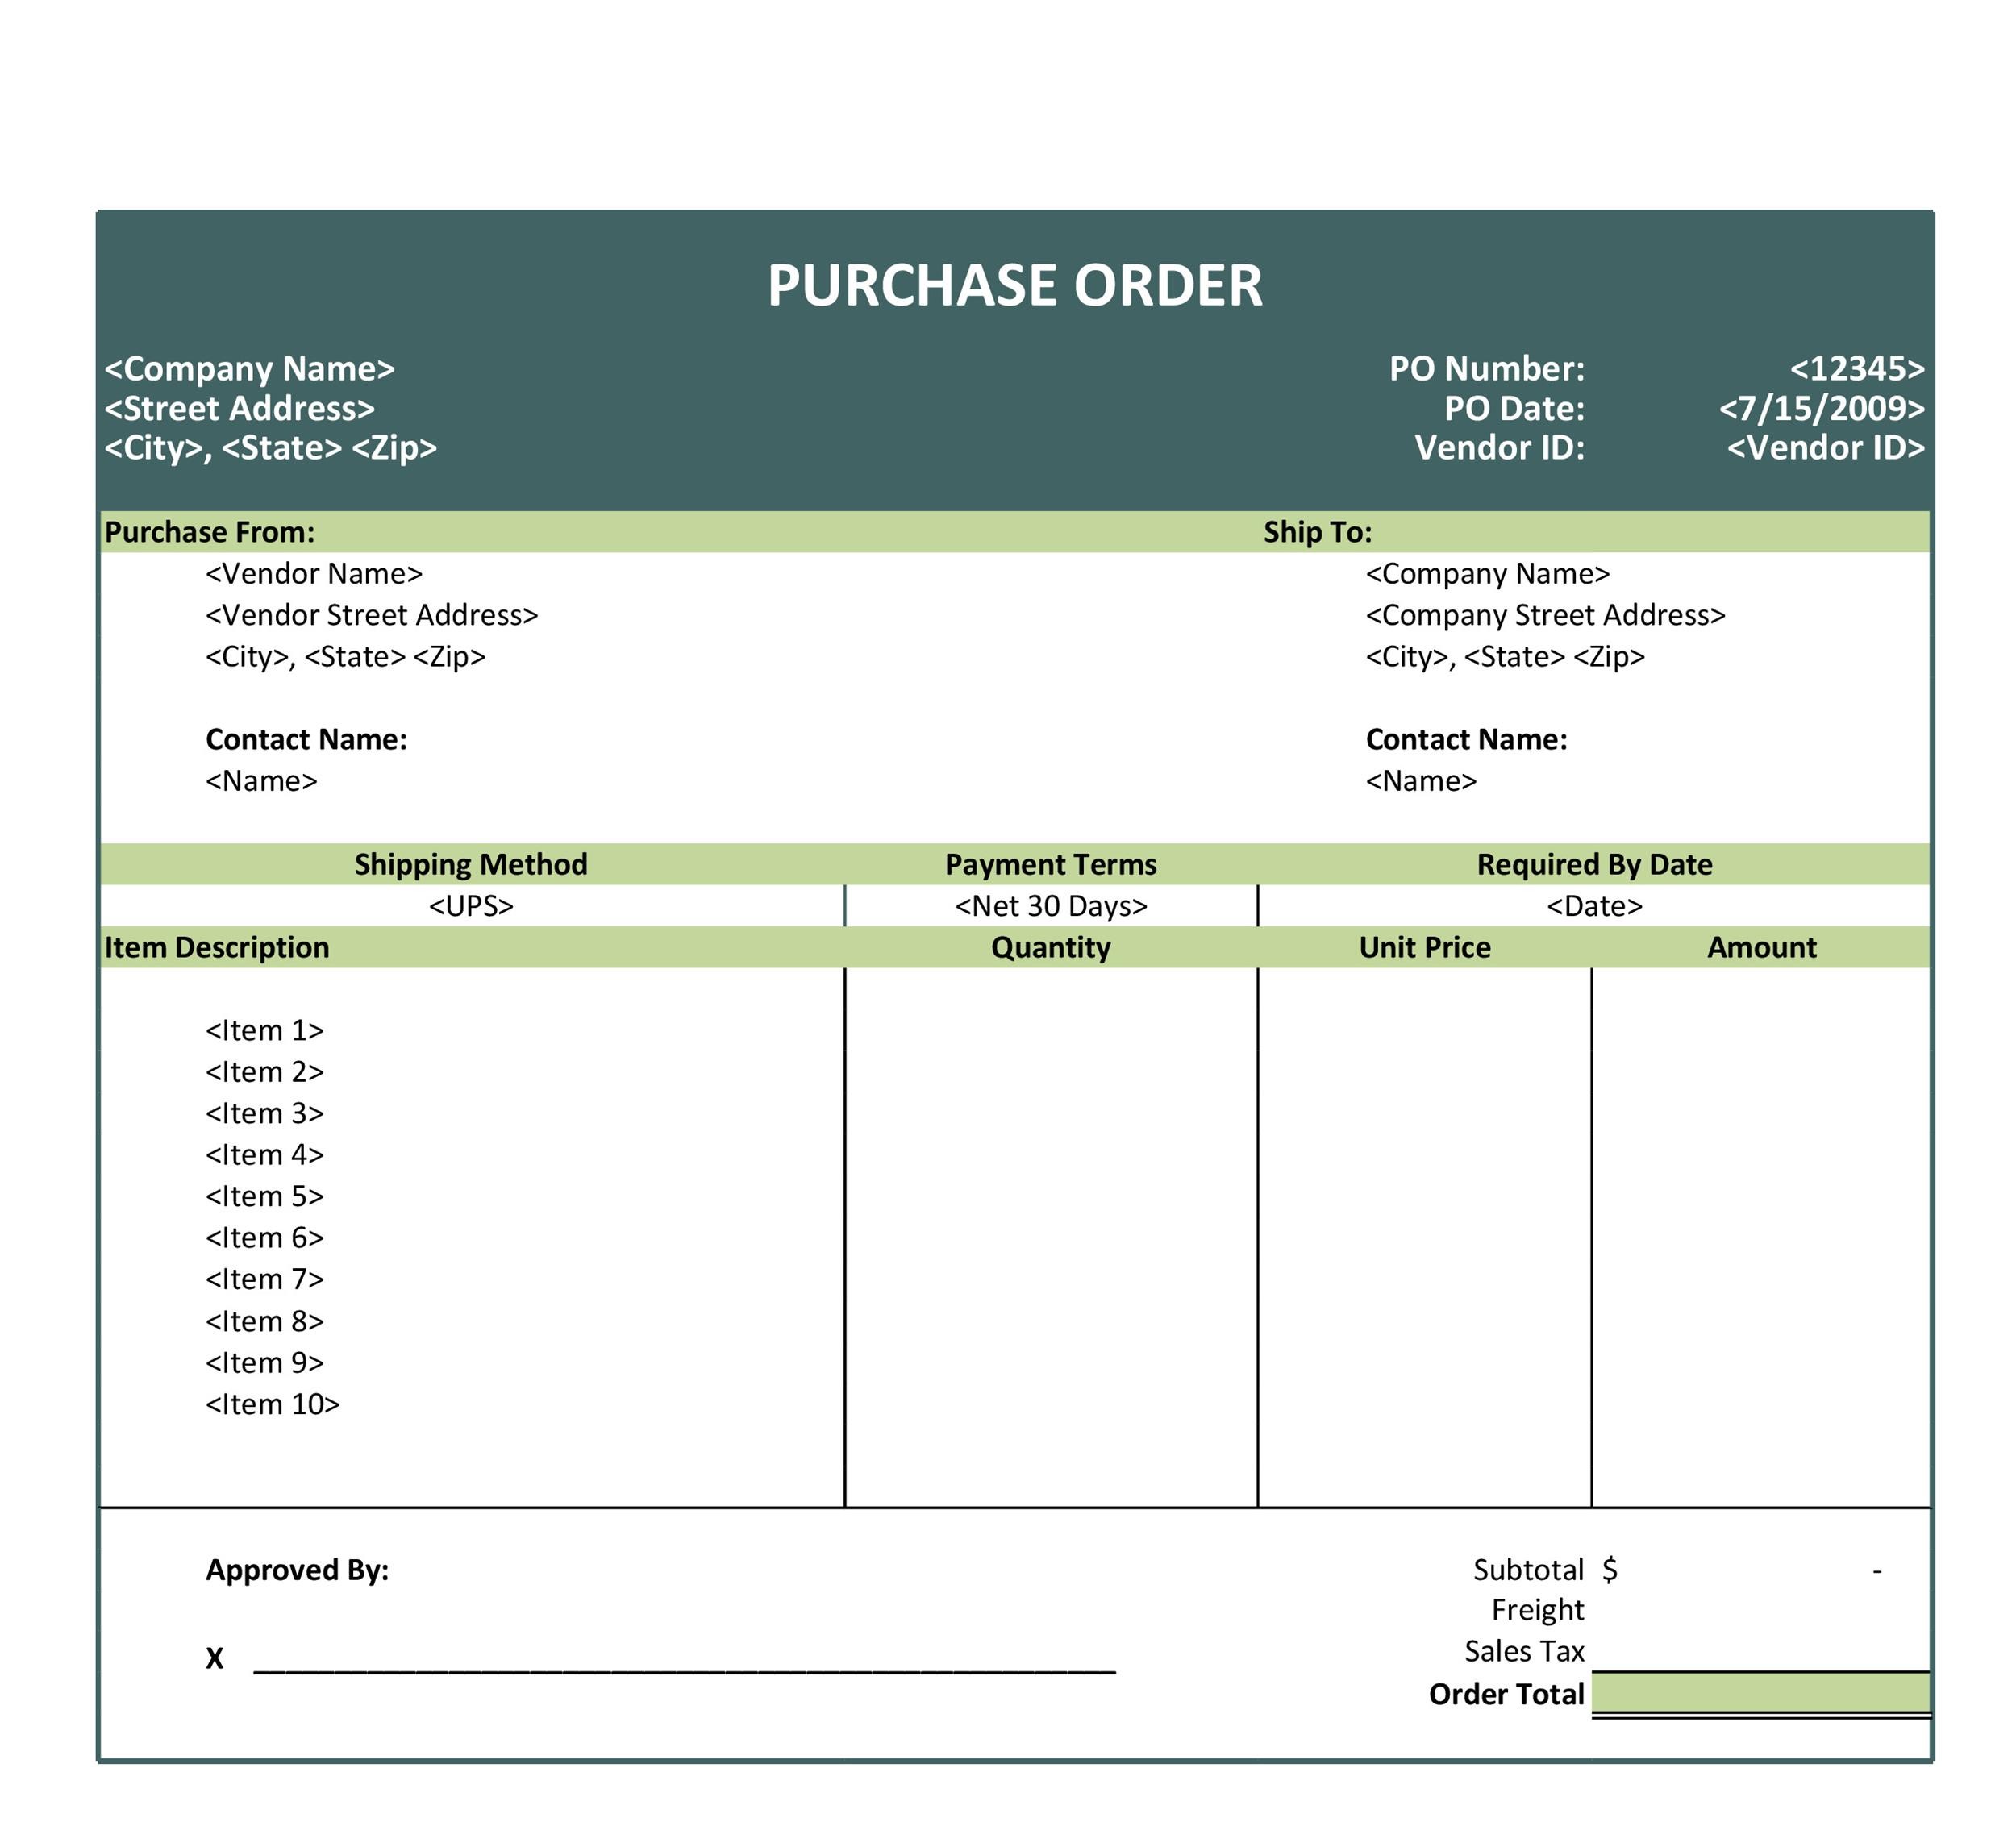 PURCHASE ORDER
<Company Name> PO Number: <12345>
<Street Address> PO Date: <7/15/2009>
<City>, <State> <Zip> Vendor ID: <Vendor ID>
Purchase From: Ship To:
<Vendor Name> <Company Name>
<Vendor Street Address> <Company Street Address>
<City>, <State> <Zip> <City>, <State> <Zip>
Contact Name: Contact Name:
<Name> <Name>
Shipping Method Payment Terms Required By Date
<UPS> <Net 30 Days> <Date>
Item Description Quantity Unit Price Amount
<Item 1>
<Item 2>
<Item 3>
<Item 4>
<Item 5>
<Item 6>
<Item 7>
<Item 8>
<Item 9>
<Item 10>
Approved By: Subtotal $ -
Freight
X Sales Tax
Order Total